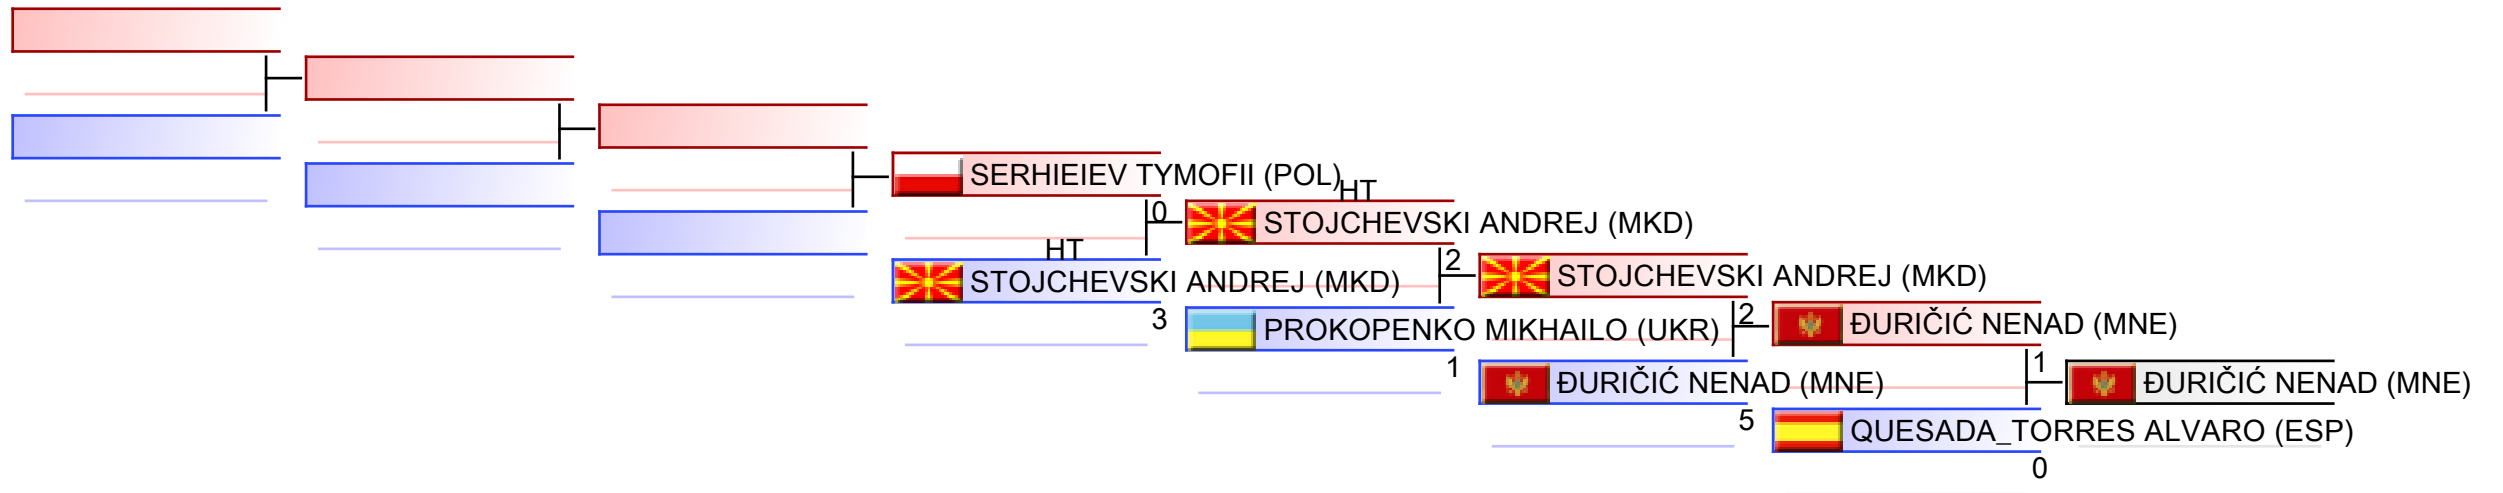 SERHIEIEV TYMOFII (POL)
HT
0
STOJCHEVSKI ANDREJ (MKD)
HT
STOJCHEVSKI ANDREJ (MKD)
3
2
STOJCHEVSKI ANDREJ (MKD)
PROKOPENKO MIKHAILO (UKR)
1
2
ĐURIČIĆ NENAD (MNE)
ĐURIČIĆ NENAD (MNE)
5
1
ĐURIČIĆ NENAD (MNE)
QUESADA_TORRES ALVARO (ESP)
0